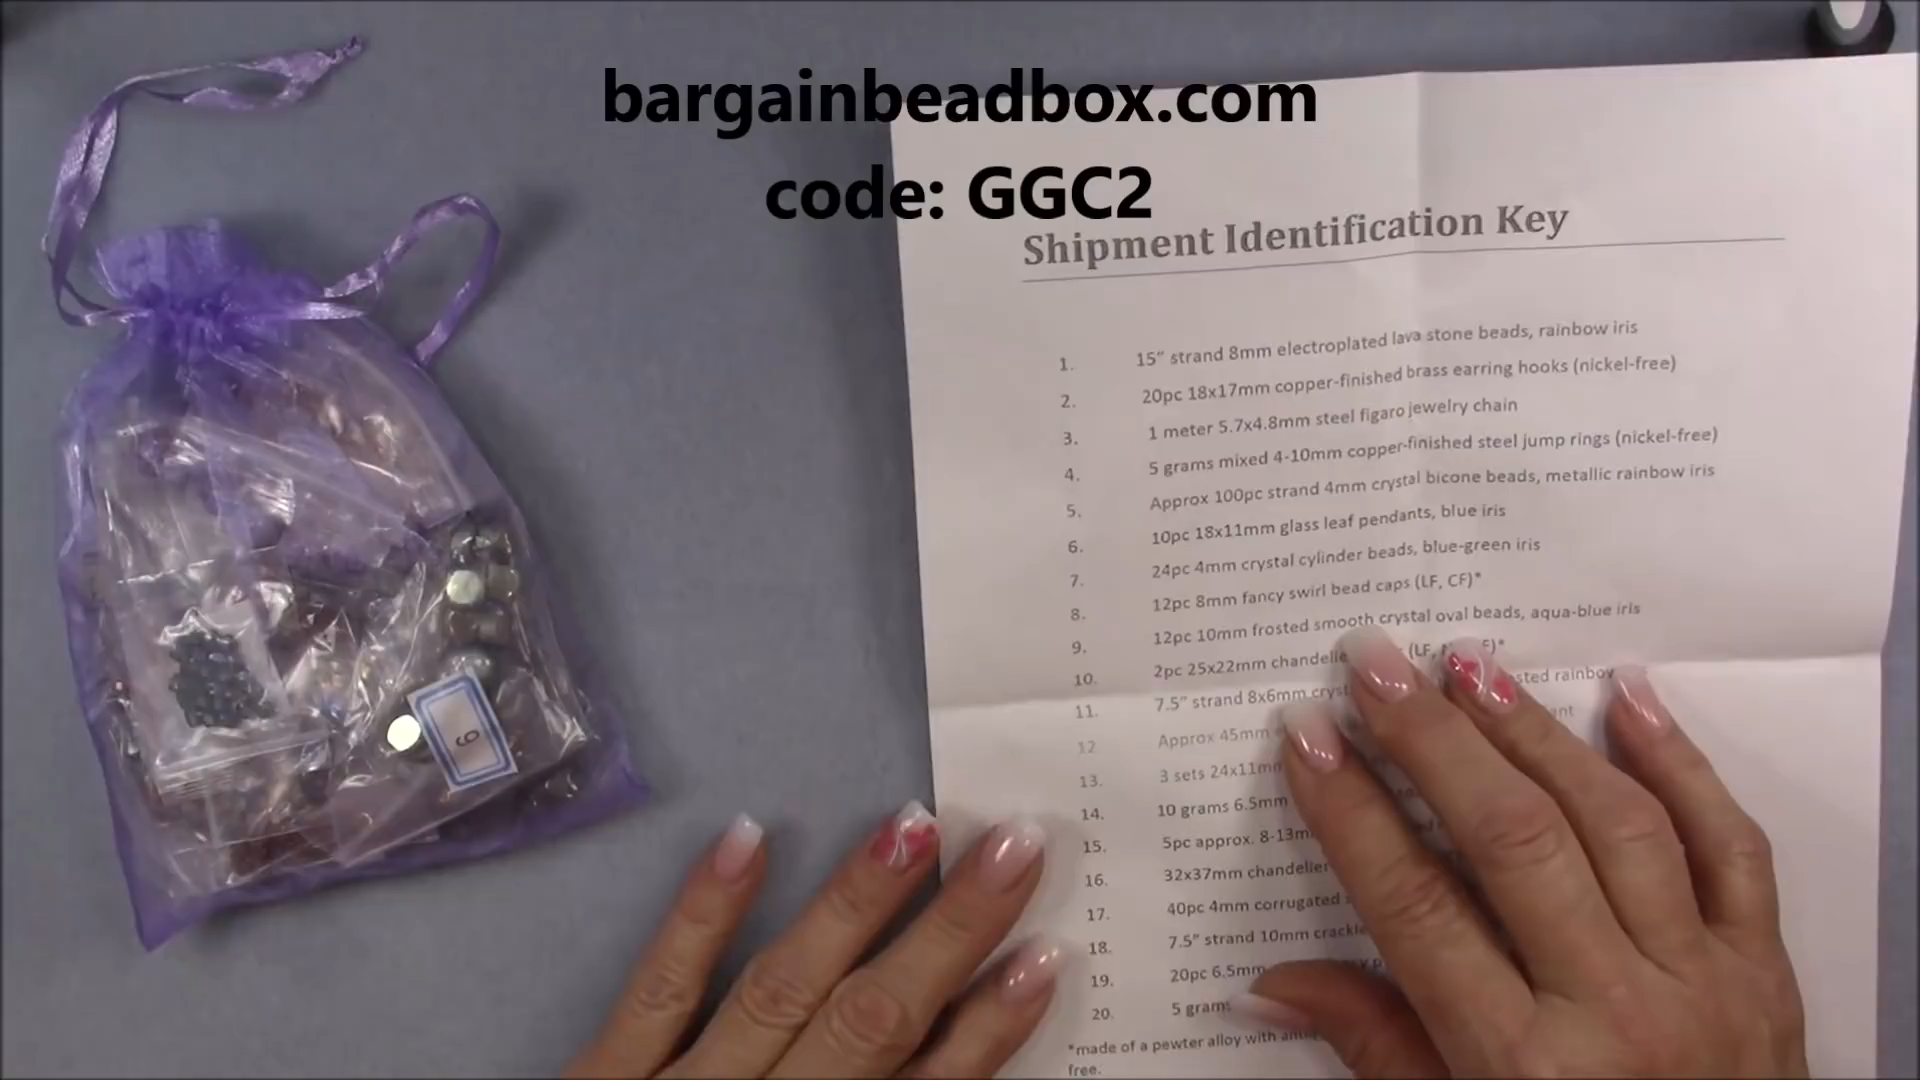 bargainbeadbox.com
code: GGC2
Shipment Identification Key
1. 15" strand 8mm electroplated lava stone beads, rainbow iris
2. 20pc 18x17mm copper-finished brass earring hooks (nickel-free)
3. 1 meter 5.7x4.8mm steel figaro jewelry chain
4. 5 grams mixed 4-10mm copper-finished steel jump rings (nickel-free)
5. Approx 100pc strand 4mm crystal bicone beads, metallic rainbow iris
6. 10pc 18x11mm glass leaf pendants, blue iris
7. 24pc 4mm crystal cylinder beads, blue-green iris
8. 12pc 8mm fancy swirl bead caps (LF, CF)*
9. 12pc 10mm frosted smooth crystal oval beads, aqua-blue iris
10. 2pc 25x22mm (LF,
11. 7.5" strand 8x6mm rainbow
12 Approx 45mm
13. 3 sets 24x11mm
14. 10 grams 6.5mm
15. 5pc approx.
16. 32x37mm chandelier
17. 40pc 4mm corrugated
18. 7.5" strand 10mm
19. 20pc 6.5mm
20. 5
*made of a pewter alloy with
free.
9